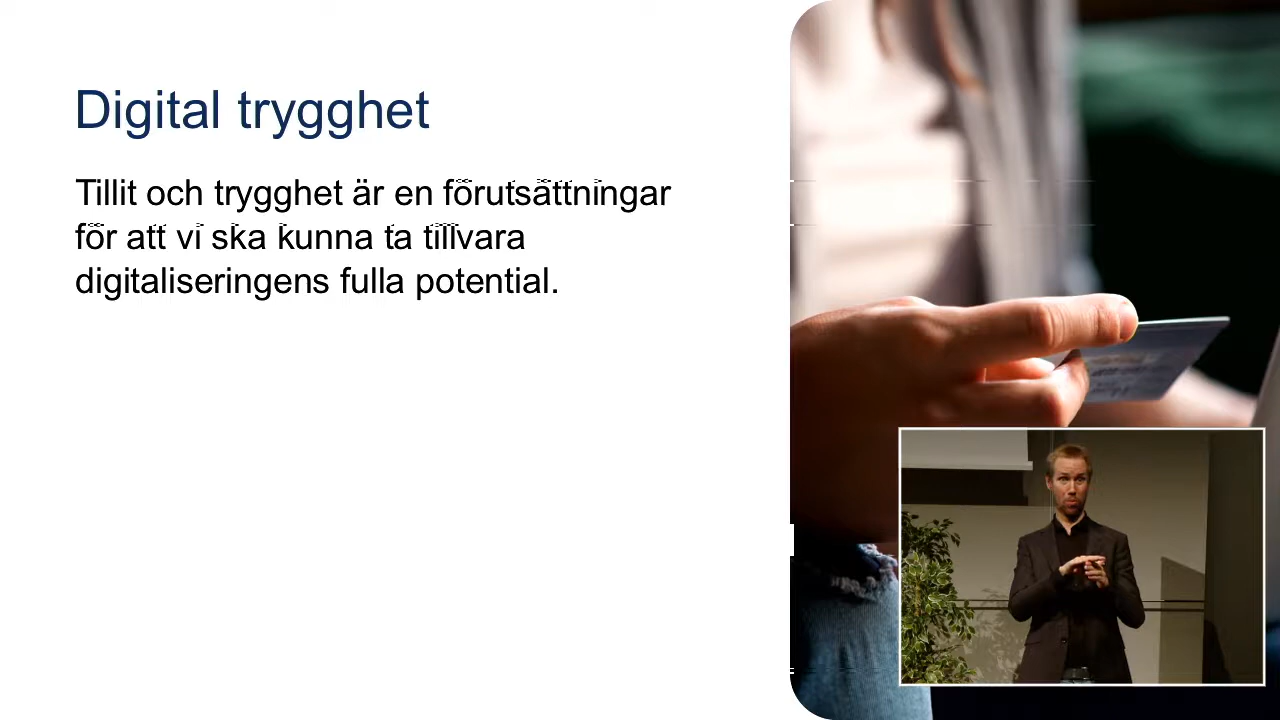 Digital trygghet
Tillit och trygghet är en förutsättningar
för att vi ska kunna ta tillvara
digitaliseringens fulla potential.